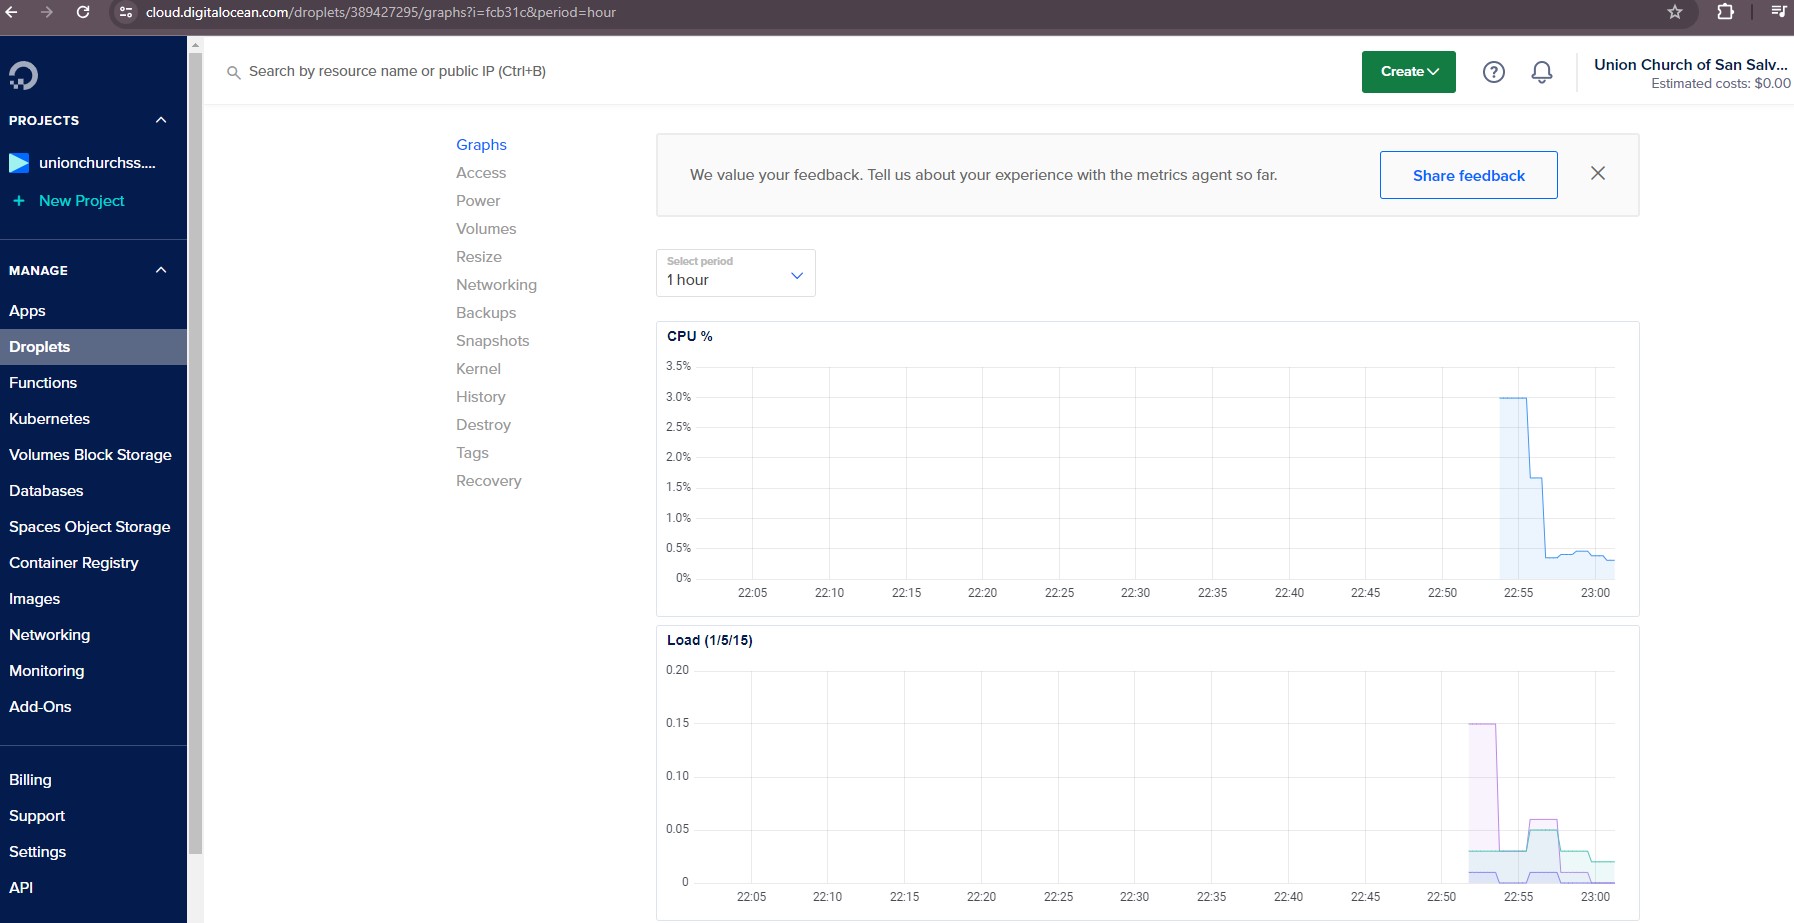 cloud.digitalocean.com/droplets/389427295/graphs?i=fcb31c&period=hour
Search by resource name or public IP (Ctrl+B)
Create
Union Church of San Salv...
Estimated costs: $0.00
PROJECTS
unionchurchss....
+ New Project
MANAGE
Apps
Droplets
Functions
Kubernetes
Volumes Block Storage
Databases
Spaces Object Storage
Container Registry
Images
Networking
Monitoring
Add-Ons
Billing
Support
Settings
API
Graphs
Access
Power
Volumes
Resize
Networking
Backups
Snapshots
Kernel
History
Destroy
Tags
Recovery
We value your feedback. Tell us about your experience with the metrics agent so far.
Share feedback
Select period
1 hour
CPU %
3.5%
3.0%
2.5%
2.0%
1.5%
1.0%
0.5%
0%
22:05 22:10 22:15 22:20 22:25 22:30 22:35 22:40 22:45 22:50 22:55 23:00
Load (1/5/15)
0.20
0.15
0.10
0.05
0
22:05 22:10 22:15 22:20 22:25 22:30 22:35 22:40 22:45 22:50 22:55 23:00